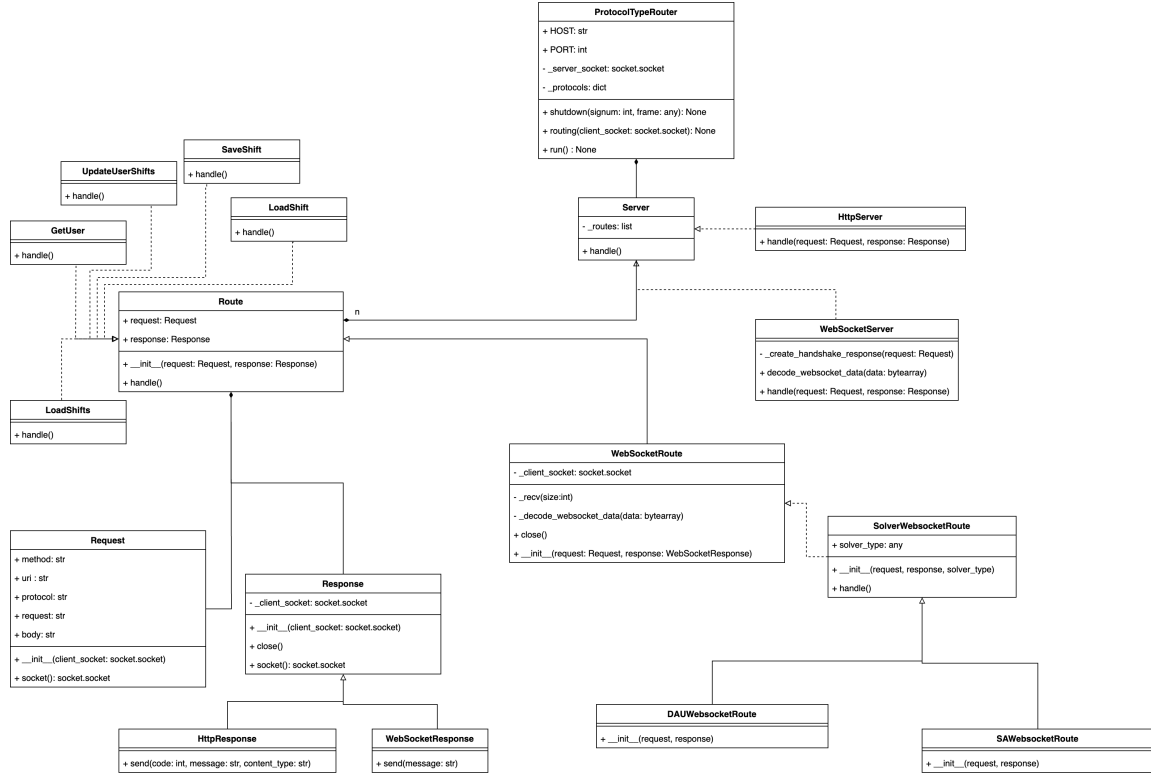 ProtocolTypeRouter
+ HOST: str
+ PORT: int
- _server_socket: socket.socket
- _protocols: dict
+ shutdown(signum: int, frame: any): None
+ routing(client_socket: socket.socket): None
+ run() : None
SaveShift
+ handle()
UpdateUserShifts
+ handle()
LoadShift
+ handle()
GetUser
+ handle()
Server
- _routes: list
+ handle()
HttpServer
+ handle(request: Request, response: Response)
Route
+ request: Request
+ response: Response
+ __init__(request: Request, response: Response)
+ handle()
n
WebSocketServer
- _create_handshake_response(request: Request)
+ decode_websocket_data(data: bytearray)
+ handle(request: Request, response: Response)
LoadShifts
+ handle()
WebSocketRoute
- _client_socket: socket.socket
- _recv(size:int)
- _decode_websocket_data(data: bytearray)
+ close()
+ __init__(request: Request, response: WebSocketResponse)
SolverWebsocketRoute
+ solver_type: any
+ __init__(request, response, solver_type)
+ handle()
Request
+ method: str
+ uri : str
+ protocol: str
+ request: str
+ body: str
+ __init__(client_socket: socket.socket)
+ socket(): socket.socket
Response
- _client_socket: socket.socket
+ __init__(client_socket: socket.socket)
+ close()
+ socket(): socket.socket
HttpResponse
+ send(code: int, message: str, content_type: str)
WebSocketResponse
+ send(message: str)
DAUWebsocketRoute
+ __init__(request, response)
SAWebsocketRoute
+ __init__(request, response)